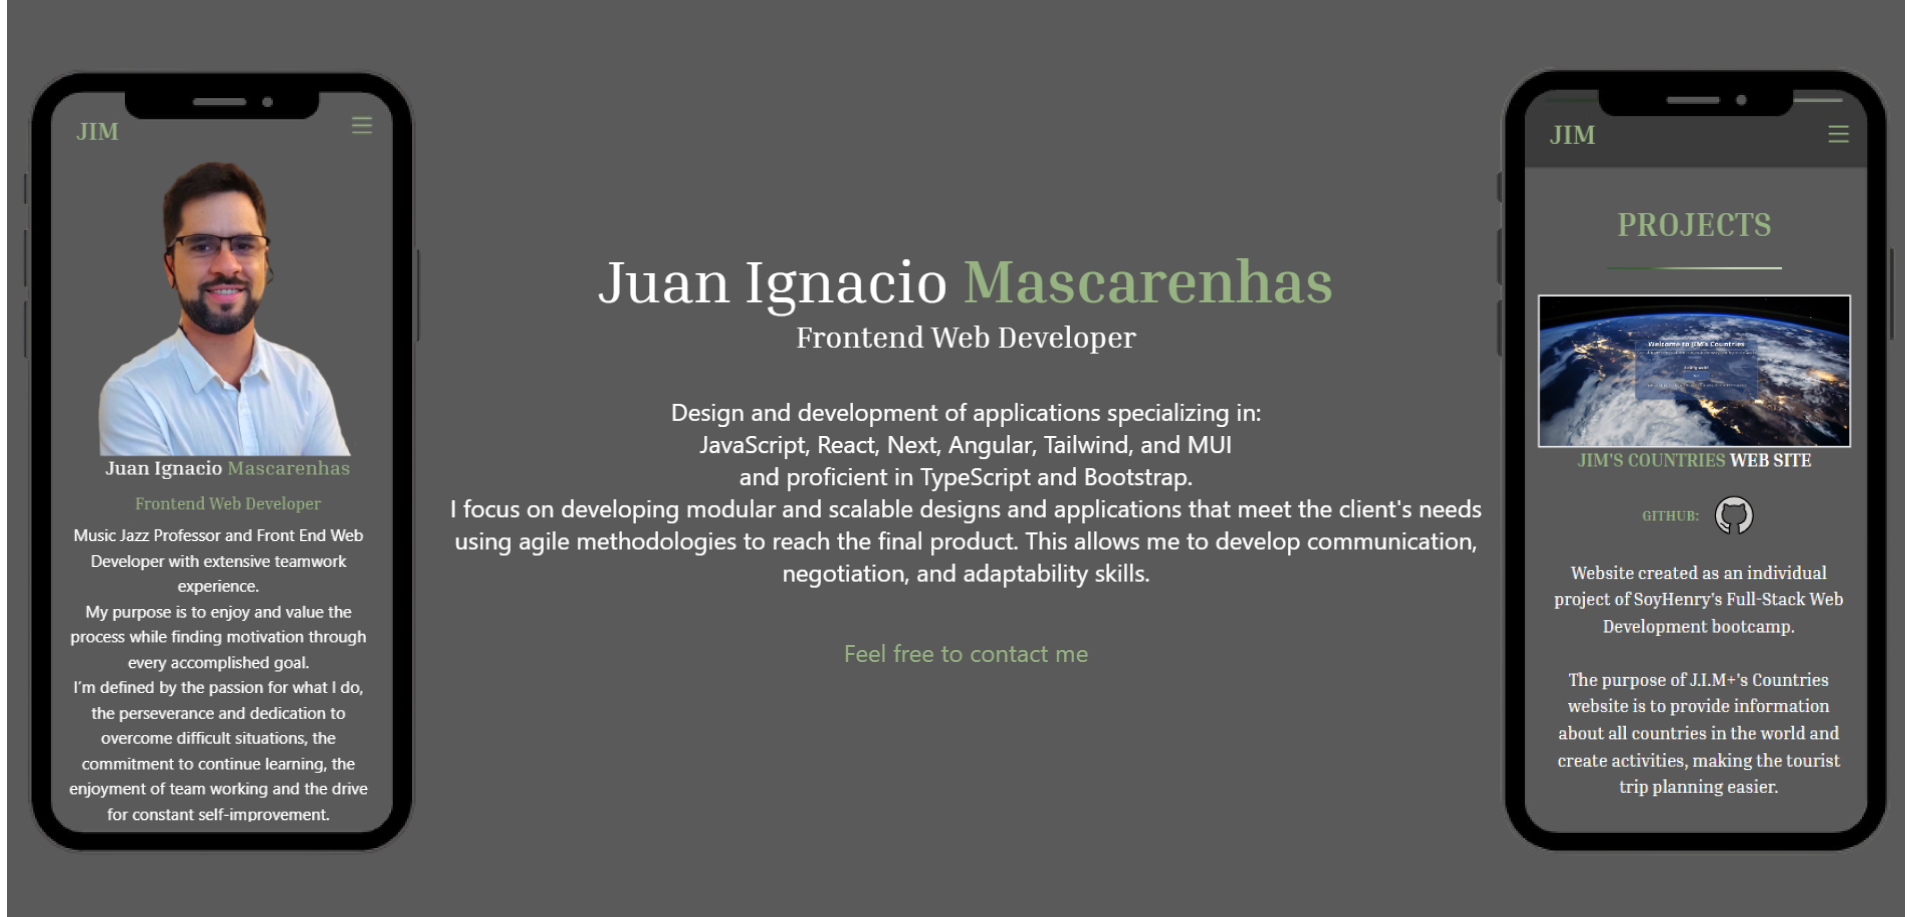 JIM
Juan Ignacio Mascarenhas
Frontend Web Developer
Music Jazz Professor and Front End Web
Developer with extensive teamwork
experience.
My purpose is to enjoy and value the
process while finding motivation through
every accomplished goal.
I´m defined by the passion for what I do,
the perseverance and dedication to
overcome difficult situations, the
commitment to continue learning, the
enjoyment of team working and the drive
for constant self-improvement.
Juan Ignacio Mascarenhas
Frontend Web Developer
Design and development of applications specializing in:
JavaScript, React, Next, Angular, Tailwind, and MUI
and proficient in TypeScript and Bootstrap.
I focus on developing modular and scalable designs and applications that meet the client's needs
using agile methodologies to reach the final product. This allows me to develop communication,
negotiation, and adaptability skills.
Feel free to contact me
JIM
PROJECTS
Welcome to JIM's Countries
JIM'S COUNTRIES WEB SITE
GITHUB:
Website created as an individual
project of SoyHenry's Full-Stack Web
Development bootcamp.
The purpose of J.I.M+'s Countries
website is to provide information
about all countries in the world and
create activities, making the tourist
trip planning easier.